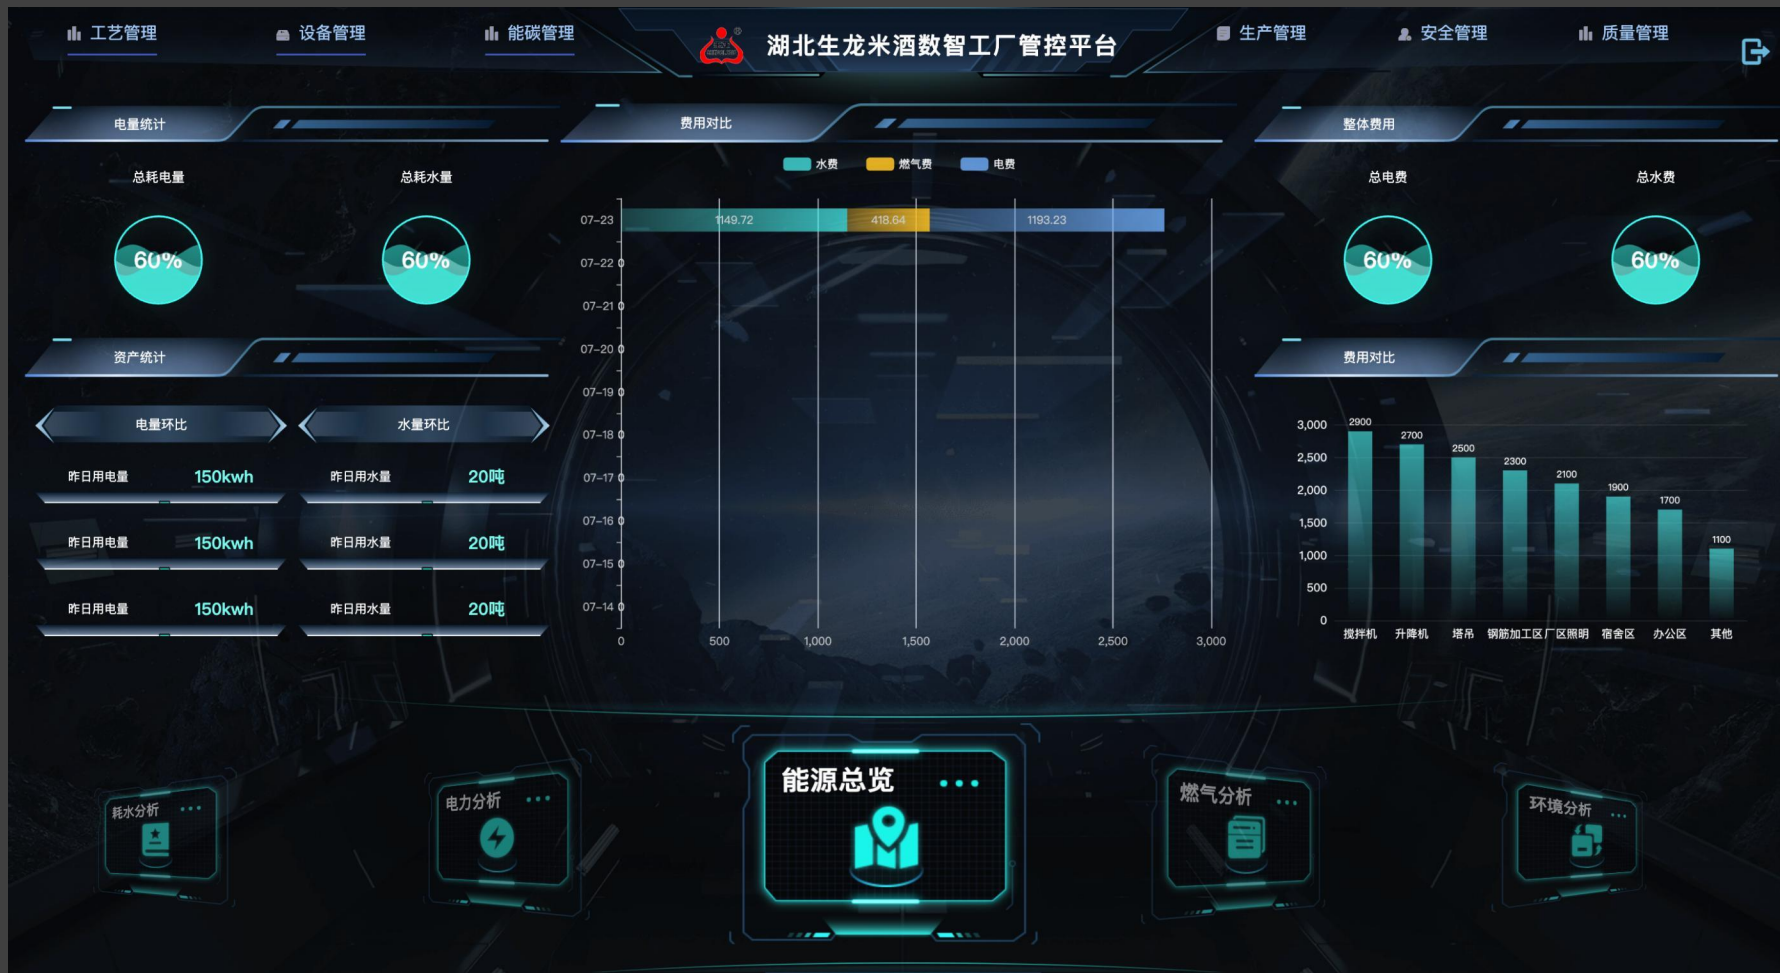 工艺管理
设备管理
能碳管理
湖北生龙米酒数智工厂管控平台
生产管理
安全管理
质量管理
电量统计
总耗电量
总耗水量
60%
60%
资产统计
电量环比
水量环比
昨日用电量 150kwh
昨日用水量 20吨
昨日用电量 150kwh
昨日用水量 20吨
昨日用电量 150kwh
昨日用水量 20吨
费用对比
水费 燃气费 电费
07-23 1149.72 418.64 1193.23
07-22 0
07-21 0
07-20 0
07-19 0
07-18 0
07-17 0
07-16 0
07-15 0
07-14 0
0 500 1,000 1,500 2,000 2,500 3,000
整体费用
总电费
总水费
60%
60%
费用对比
3,000
2,500
2,000
1,500
1,000
500
0
2900
2700
2500
2300
2100
1900
1700
1100
搅拌机 升降机 塔吊 钢筋加工区 厂区照明 宿舍区 办公区 其他
耗水分析
电力分析
能源总览
燃气分析
环境分析